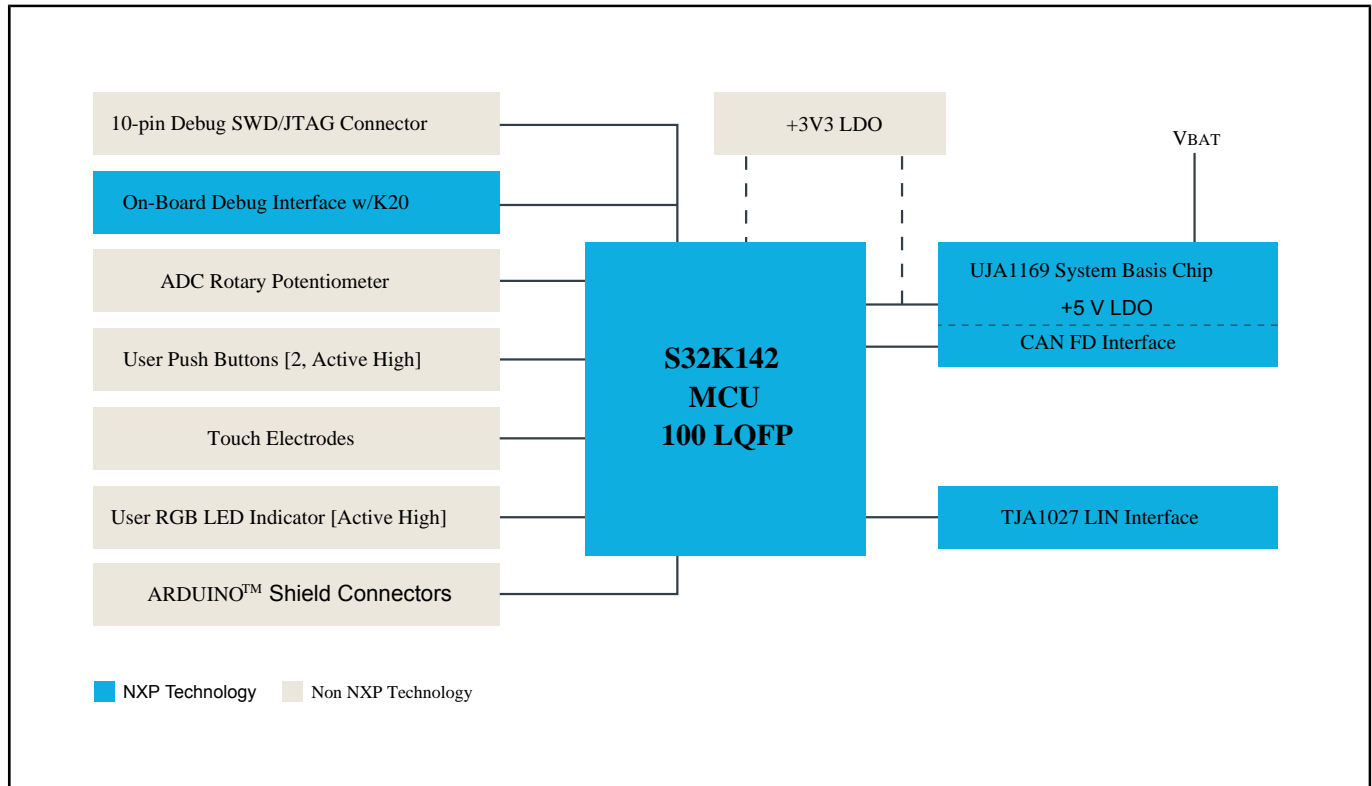 10-pin Debug SWD/JTAG Connector
On-Board Debug Interface w/K20
ADC Rotary Potentiometer
User Push Buttons [2, Active High]
Touch Electrodes
User RGB LED Indicator [Active High]
ARDUINO™ Shield Connectors
+3V3 LDO
S32K142
MCU
100 LQFP
VBAT
UJA1169 System Basis Chip
+5 V LDO
CAN FD Interface
TJA1027 LIN Interface
NXP Technology
Non NXP Technology